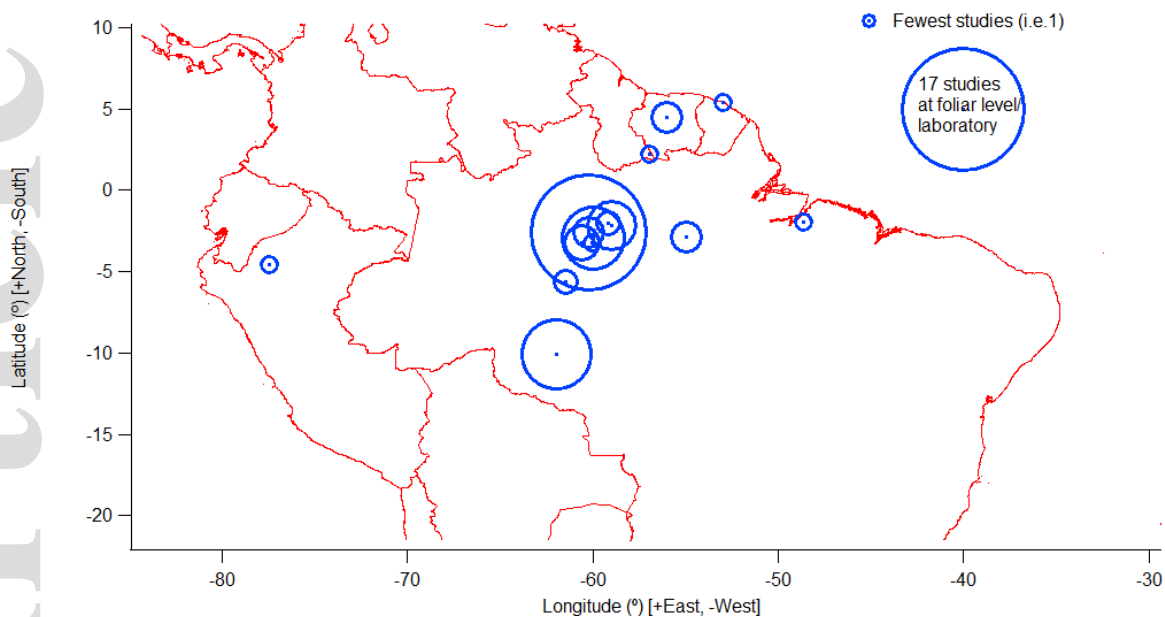 Fewest studies (i.e.1)
17 studies
at foliar level/
laboratory
10
5
0
-5
-10
-15
-20
Latitude (º) [+North, -South]
-80
-70
-60
-50
-40
-30
Longitude (º) [+East, -West]